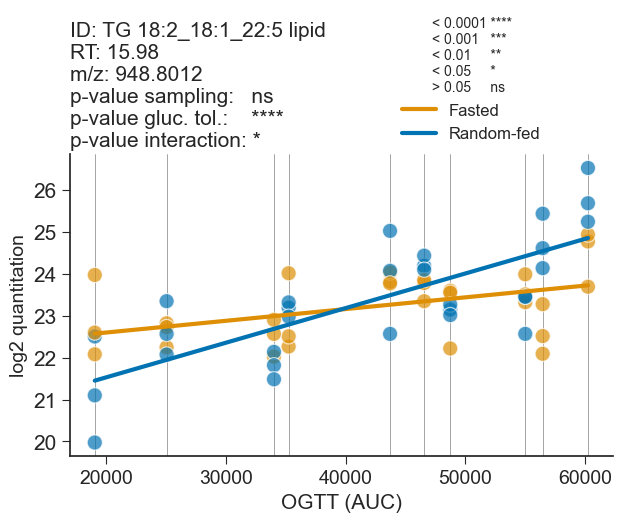 ID: TG 18:2_18:1_22:5 lipid
RT: 15.98
m/z: 948.8012
p-value sampling: ns
p-value gluc. tol.: ****
p-value interaction: *
< 0.0001 ****
< 0.001 ***
< 0.01 **
< 0.05 *
> 0.05 ns
Fasted
Random-fed
log2 quantitation
26
25
24
23
22
21
20
20000 30000 40000 50000 60000
OGTT (AUC)